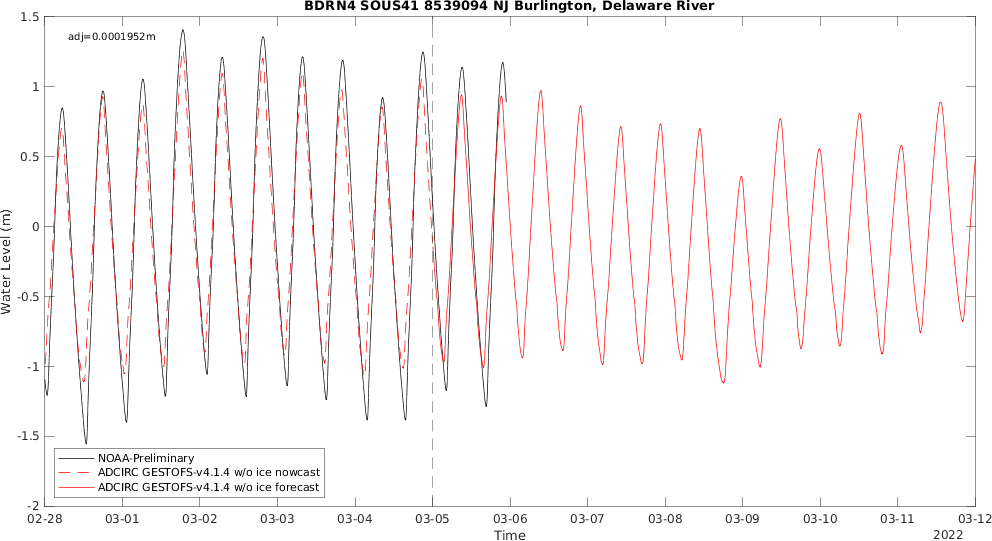 BDRN4 SOUS41 8539094 NJ Burlington, Delaware River
adj=0.0001952m
1.5
1
0.5
0
-0.5
-1
-1.5
-2
Water Level (m)
NOAA-Preliminary
ADCIRC GESTOFS-v4.1.4 w/o ice nowcast
ADCIRC GESTOFS-v4.1.4 w/o ice forecast
02-28 03-01 03-02 03-03 03-04 03-05 03-06 03-07 03-08 03-09 03-10 03-11 03-12
Time
2022